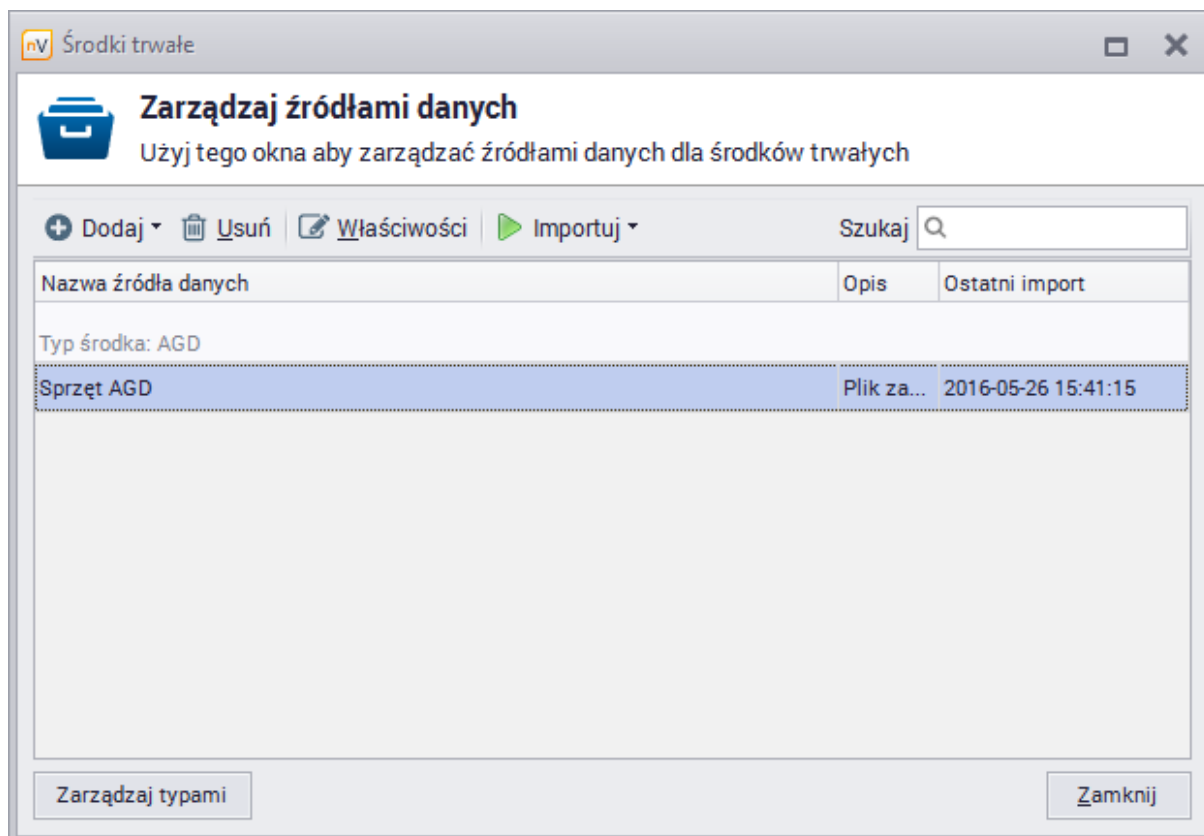 nV Środki trwałe
Zarządzaj źródłami danych
Użyj tego okna aby zarządzać źródłami danych dla środków trwałych
Dodaj Usuń Właściwości Importuj Szukaj
Nazwa źródła danych Opis Ostatni import
Typ środka: AGD
Sprzęt AGD Plik za... 2016-05-26 15:41:15
Zarządzaj typami Zamknij